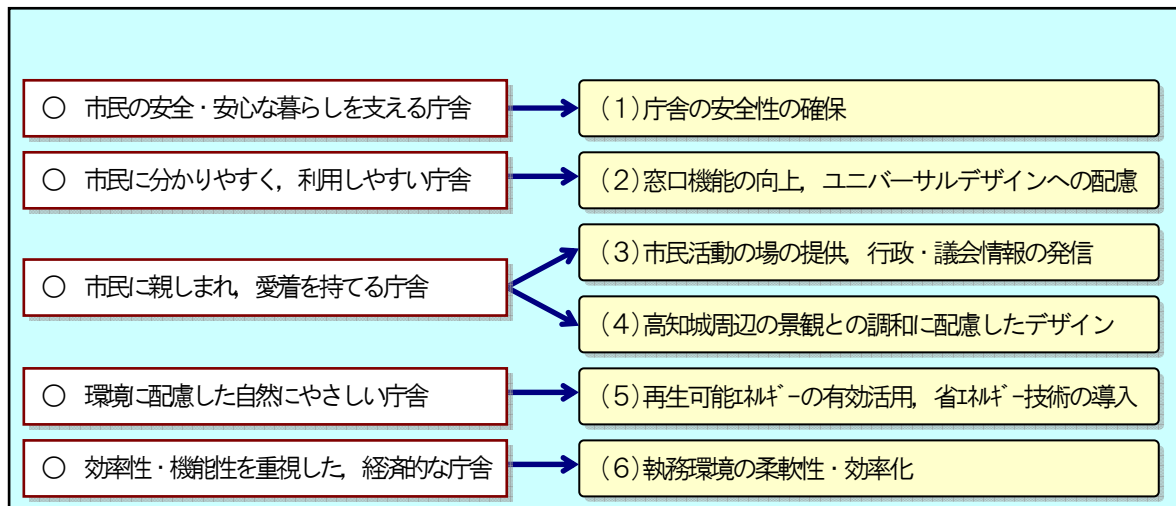 ○ 市民の安全・安心な暮らしを支える庁舎
(1)庁舎の安全性の確保
○ 市民に分かりやすく，利用しやすい庁舎
(2)窓口機能の向上，ユニバーサルデザインへの配慮
○ 市民に親しまれ，愛着を持てる庁舎
(3)市民活動の場の提供，行政・議会情報の発信
(4)高知城周辺の景観との調和に配慮したデザイン
○ 環境に配慮した自然にやさしい庁舎
(5)再生可能ｴﾈﾙｷﾞｰの有効活用，省ｴﾈﾙｷﾞｰ技術の導入
○ 効率性・機能性を重視した，経済的な庁舎
(6)執務環境の柔軟性・効率化